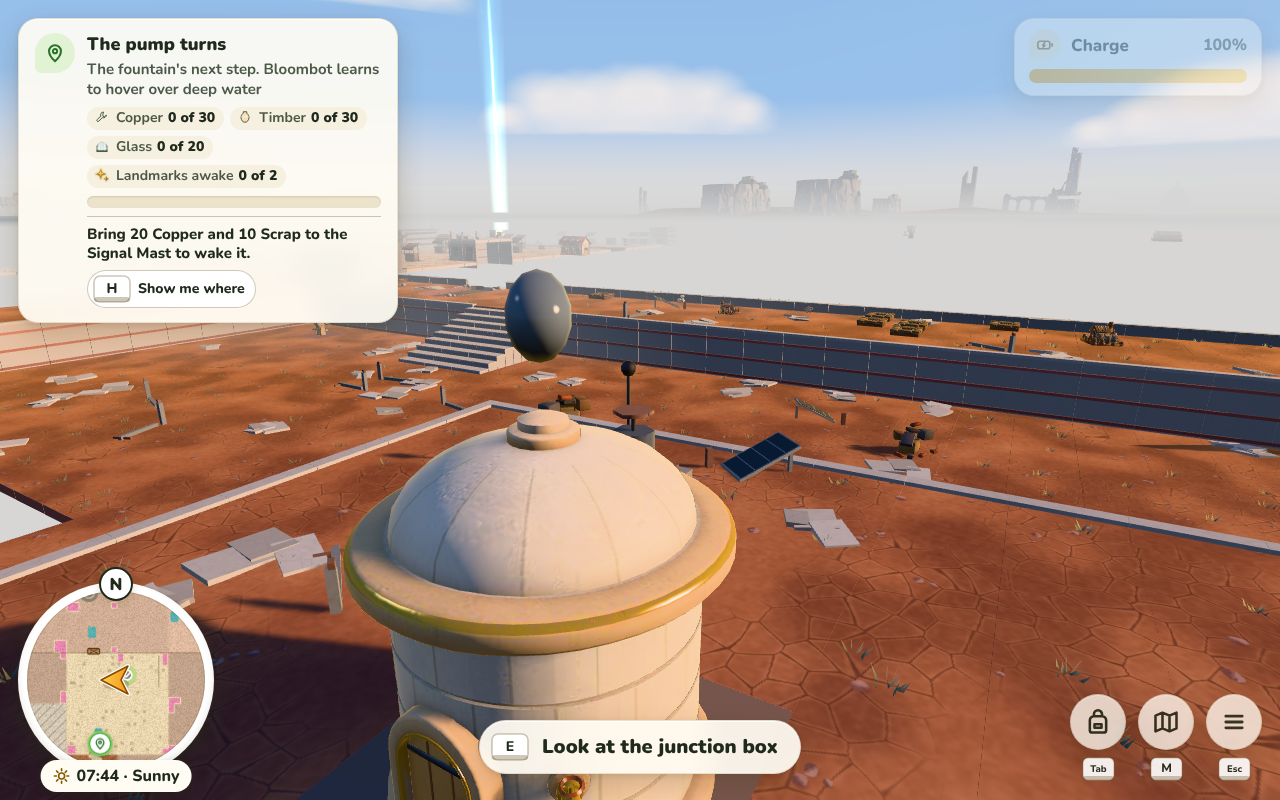 The pump turns
The fountain's next step. Bloombot learns
to hover over deep water
Copper 0 of 30
Timber 0 of 30
Glass 0 of 20
Landmarks awake 0 of 2
Bring 20 Copper and 10 Scrap to the
Signal Mast to wake it.
H Show me where
Charge 100%
N
07:44 · Sunny
E Look at the junction box
Tab
M
Esc